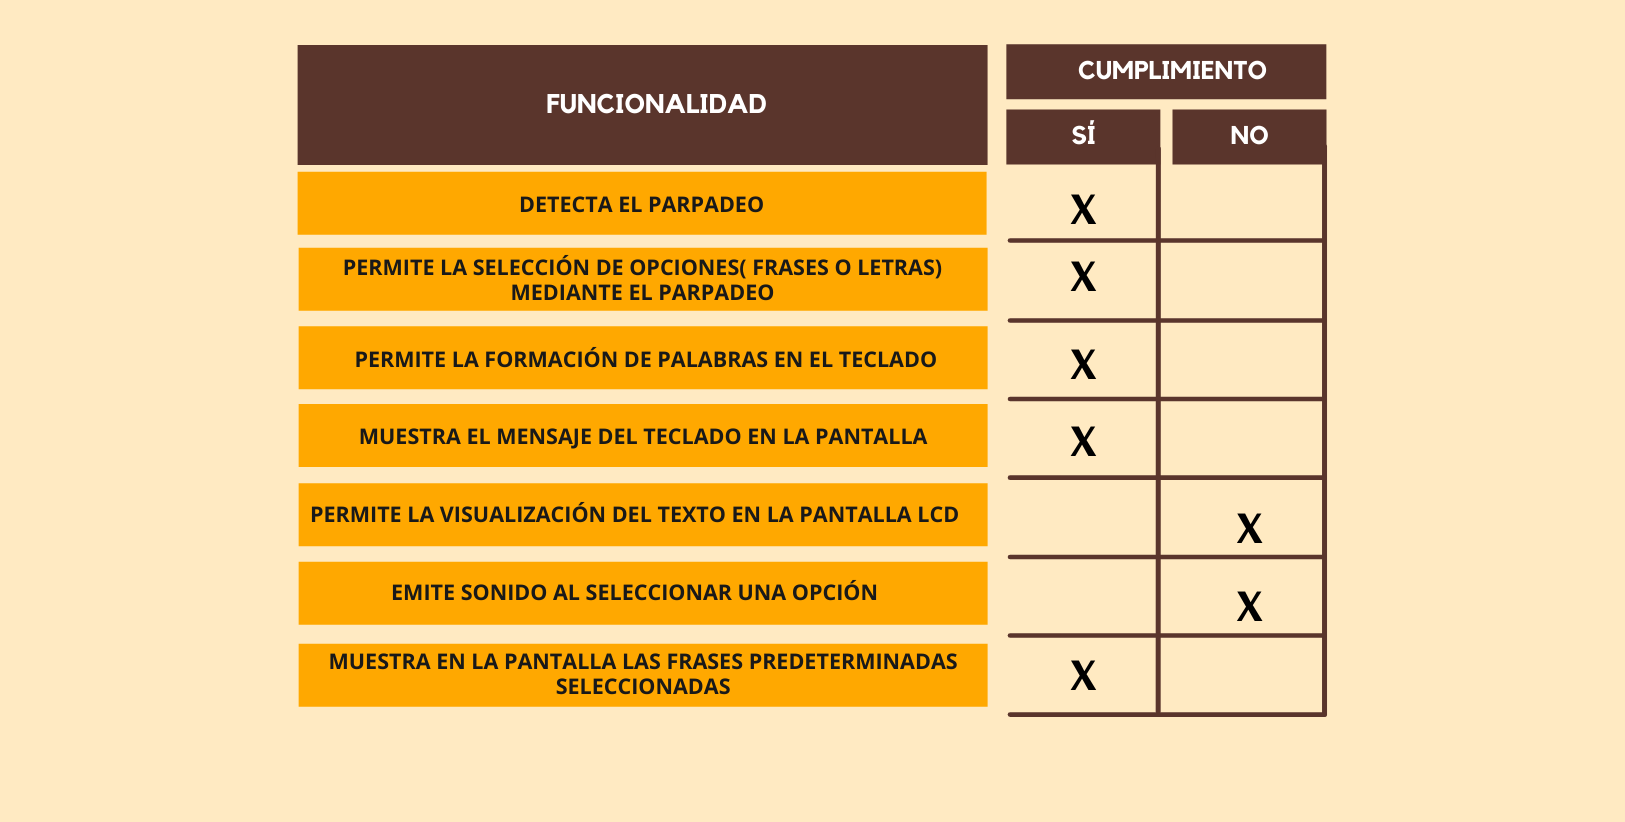 FUNCIONALIDAD
CUMPLIMIENTO
SÍ
NO
DETECTA EL PARPADEO
X
PERMITE LA SELECCIÓN DE OPCIONES( FRASES O LETRAS)
MEDIANTE EL PARPADEO
X
PERMITE LA FORMACIÓN DE PALABRAS EN EL TECLADO
X
MUESTRA EL MENSAJE DEL TECLADO EN LA PANTALLA
X
PERMITE LA VISUALIZACIÓN DEL TEXTO EN LA PANTALLA LCD
X
EMITE SONIDO AL SELECCIONAR UNA OPCIÓN
X
MUESTRA EN LA PANTALLA LAS FRASES PREDETERMINADAS
SELECCIONADAS
X